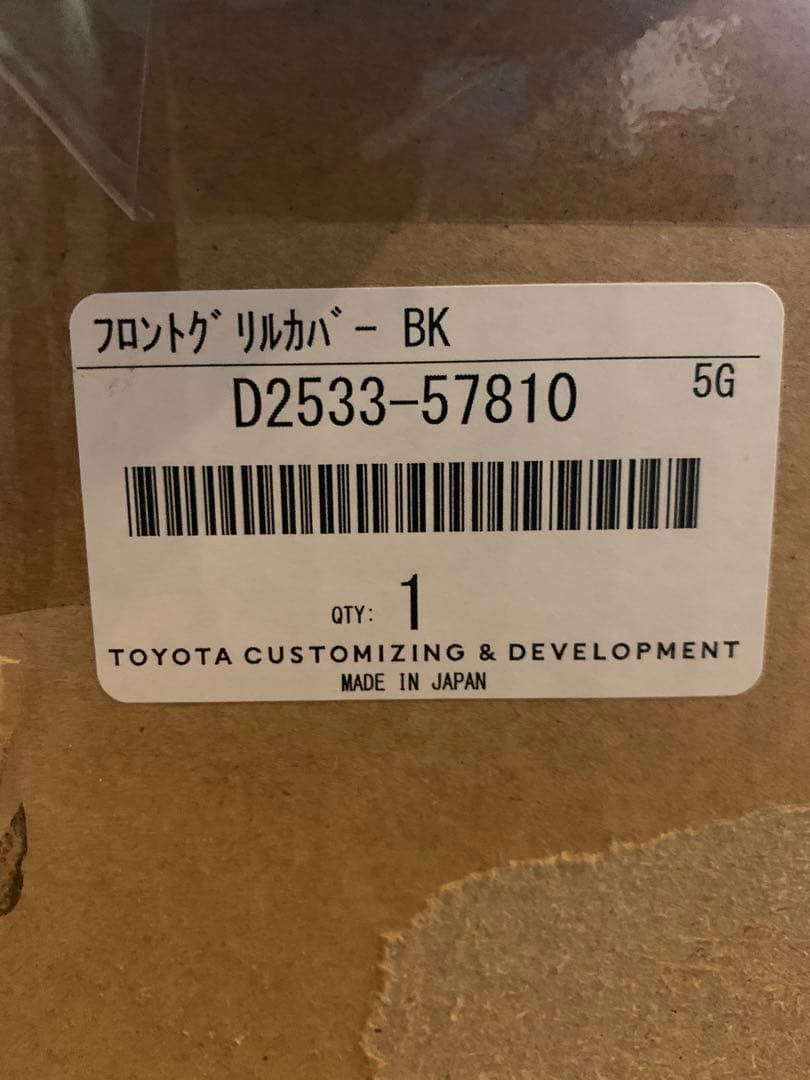 フロントグリルカバー BK
D2533-57810
5G
QTY: 1
TOYOTA CUSTOMIZING & DEVELOPMENT
MADE IN JAPAN